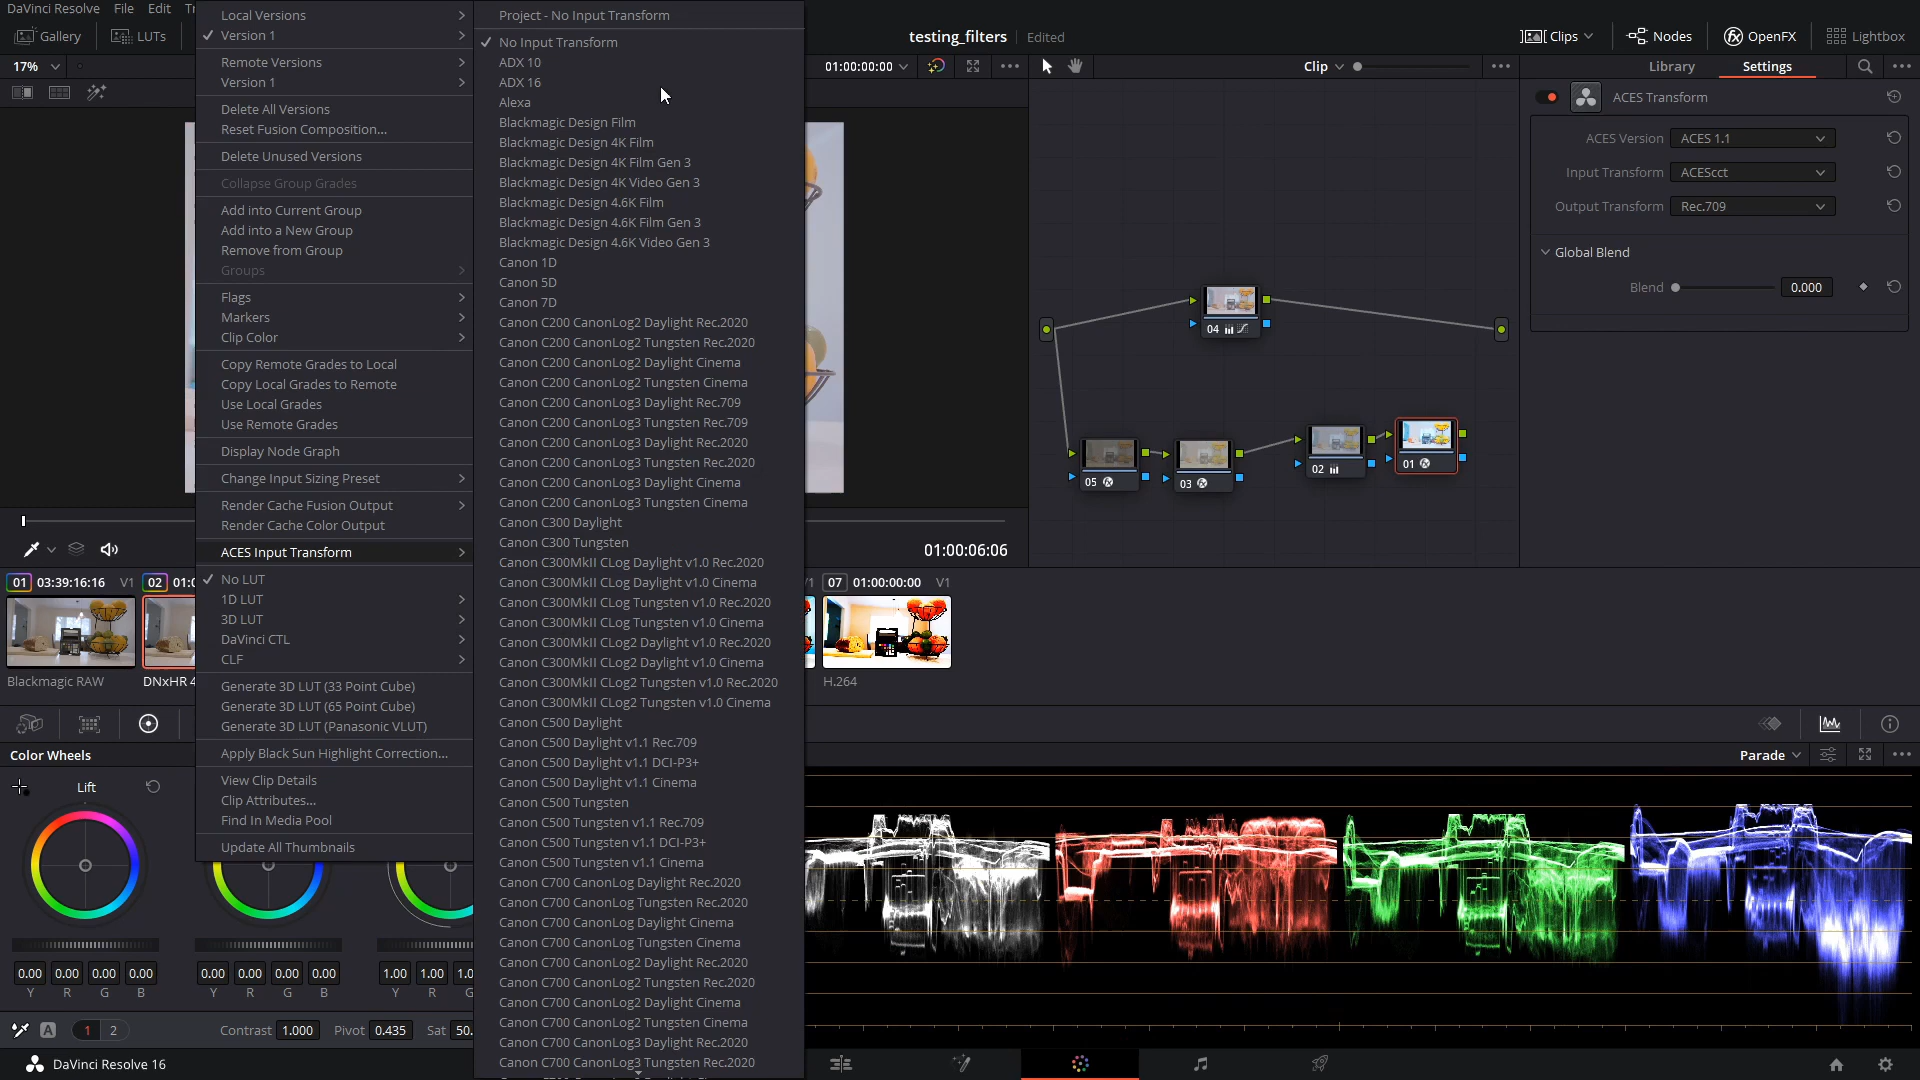 DaVinci Resolve File Edit Tr
Gallery LUTs
17%
Local Versions
Version 1
Remote Versions
Version 1
Delete All Versions
Reset Fusion Composition...
Delete Unused Versions
Collapse Group Grades
Add into Current Group
Add into a New Group
Remove from Group
Groups
Flags
Markers
Clip Color
Copy Remote Grades to Local
Copy Local Grades to Remote
Use Local Grades
Use Remote Grades
Display Node Graph
Change Input Sizing Preset
Render Cache Fusion Output
Render Cache Color Output
ACES Input Transform
No LUT
1D LUT
3D LUT
DaVinci CTL
CLF
Generate 3D LUT (33 Point Cube)
Generate 3D LUT (65 Point Cube)
Generate 3D LUT (Panasonic VLUT)
Apply Black Sun Highlight Correction...
View Clip Details
Clip Attributes...
Find In Media Pool
Update All Thumbnails
Project - No Input Transform
No Input Transform
ADX 10
ADX 16
Alexa
Blackmagic Design Film
Blackmagic Design 4K Film
Blackmagic Design 4K Film Gen 3
Blackmagic Design 4K Video Gen 3
Blackmagic Design 4.6K Film
Blackmagic Design 4.6K Film Gen 3
Blackmagic Design 4.6K Video Gen 3
Canon 1D
Canon 5D
Canon 7D
Canon C200 CanonLog2 Daylight Rec.2020
Canon C200 CanonLog2 Tungsten Rec.2020
Canon C200 CanonLog2 Daylight Cinema
Canon C200 CanonLog2 Tungsten Cinema
Canon C200 CanonLog3 Daylight Rec.709
Canon C200 CanonLog3 Tungsten Rec.709
Canon C200 CanonLog3 Daylight Rec.2020
Canon C200 CanonLog3 Tungsten Rec.2020
Canon C200 CanonLog3 Daylight Cinema
Canon C200 CanonLog3 Tungsten Cinema
Canon C300 Daylight
Canon C300 Tungsten
Canon C300MkII CLog Daylight v1.0 Rec.2020
Canon C300MkII CLog Daylight v1.0 Cinema
Canon C300MkII CLog Tungsten v1.0 Rec.2020
Canon C300MkII CLog Tungsten v1.0 Cinema
Canon C300MkII CLog2 Daylight v1.0 Rec.2020
Canon C300MkII CLog2 Daylight v1.0 Cinema
Canon C300MkII CLog2 Tungsten v1.0 Rec.2020
Canon C300MkII CLog2 Tungsten v1.0 Cinema
Canon C500 Daylight
Canon C500 Daylight v1.1 Rec.709
Canon C500 Daylight v1.1 DCI-P3+
Canon C500 Daylight v1.1 Cinema
Canon C500 Tungsten
Canon C500 Tungsten v1.1 Rec.709
Canon C500 Tungsten v1.1 DCI-P3+
Canon C500 Tungsten v1.1 Cinema
Canon C700 CanonLog Daylight Rec.2020
Canon C700 CanonLog Tungsten Rec.2020
Canon C700 CanonLog Daylight Cinema
Canon C700 CanonLog Tungsten Cinema
Canon C700 CanonLog2 Daylight Rec.2020
Canon C700 CanonLog2 Tungsten Rec.2020
Canon C700 CanonLog2 Daylight Cinema
Canon C700 CanonLog2 Tungsten Cinema
Canon C700 CanonLog3 Daylight Rec.2020
Canon C700 CanonLog3 Tungsten Rec.2020
testing_filters Edited
Clips Nodes OpenFX Lightbox
01:00:00:00 Clip
Library Settings
ACES Transform
ACES Version ACES 1.1
Input Transform ACEScct
Output Transform Rec.709
Global Blend
Blend 0.000
04
05 03 02 01
01:00:06:06
01 03:39:16:16 V1 02 01:0
07 01:00:00:00 V1
Blackmagic RAW DNxHR 4 H.264
Color Wheels
Lift
0.00 0.00 0.00 0.00 0.00 0.00 0.00 0.00 1.00 1.00 1.0
Y R G B Y R G B Y R G
A 1 2 Contrast 1.000 Pivot 0.435 Sat 50.
Parade
DaVinci Resolve 16